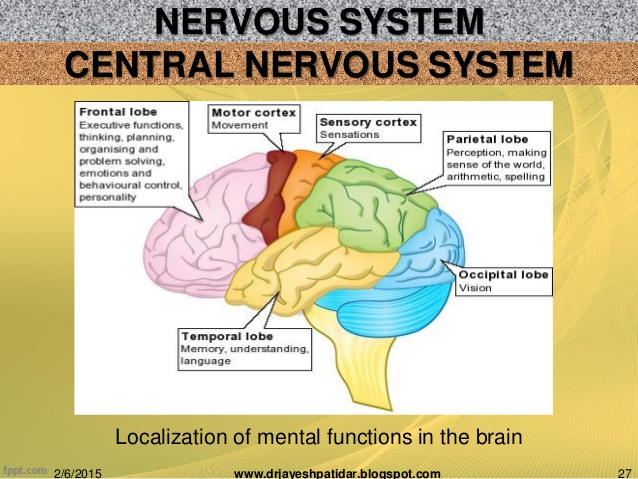 NERVOUS SYSTEM
CENTRAL NERVOUS SYSTEM
Frontal lobe
Executive functions,
thinking, planning,
organising and
problem solving,
emotions and
behavioural control,
personality
Motor cortex
Movement
Sensory cortex
Sensations
Parietal lobe
Perception, making
sense of the world,
arithmetic, spelling
Occipital lobe
Vision
Temporal lobe
Memory, understanding,
language
Localization of mental functions in the brain
fppt.com 2/6/2015 www.drjayeshpatidar.blogspot.com 27